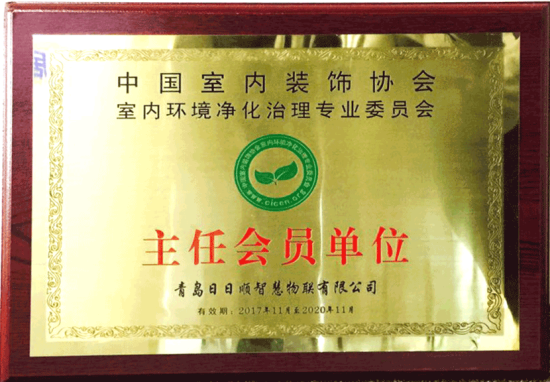 中国室内装饰协会
室内环境净化治理专业委员会
www.cicen.org
主任会员单位
青岛日日顺智慧物联有限公司
有效期：2017年11月至2020年11月